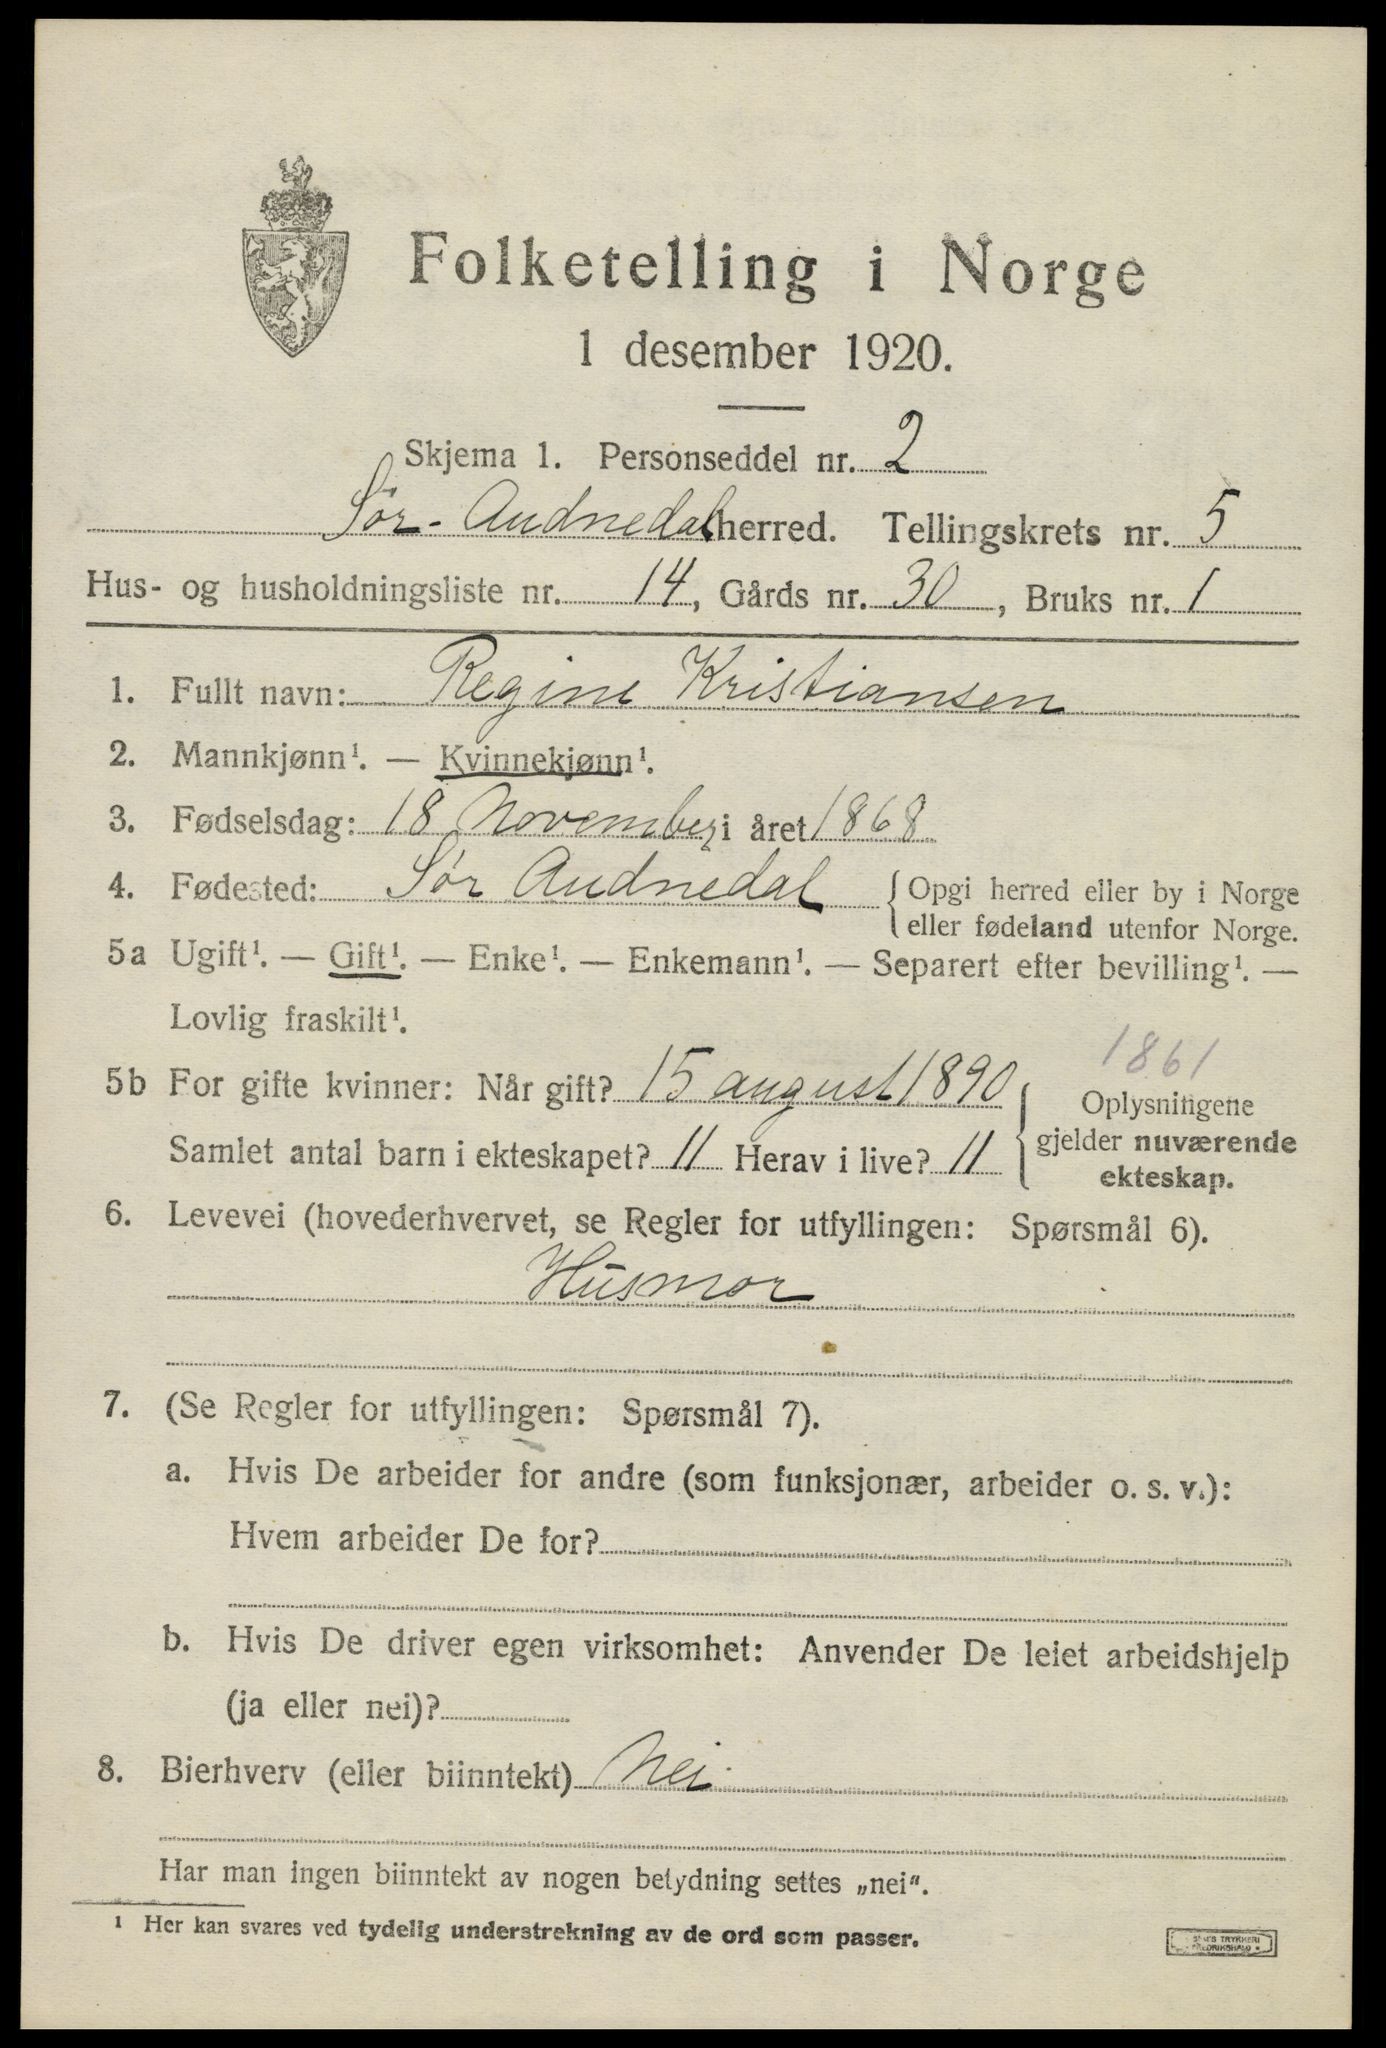 Folketelling i Norge
1 desember 1920.
Skjema 1. Personseddel nr. 2
Sør-Audnedal herred. Tellingskrets nr. 5
Hus- og husholdningsliste nr. 14, Gårds nr. 30, Bruks nr. 1
1. Fullt navn: Regine Kristiansen
2. Mannkjønn¹. — Kvinnekjønn¹.
3. Fødselsdag: 18 November i året 1868
4. Fødested: Sør Audnedal {Opgi herred eller by i Norge
eller fødeland utenfor Norge.
5a Ugift¹. — Gift¹. — Enke¹. — Enkemann¹. — Separert efter bevilling¹. —
Lovlig fraskilt¹.
1861
5b For gifte kvinner: Når gift? 15 august 1890
Samlet antal barn i ekteskapet? 11 Herav i live? 11
{Oplysningene
gjelder nuværende
ekteskap.
6. Levevei (hovederhvervet, se Regler for utfyllingen: Spørsmål 6).
Husmor
7. (Se Regler for utfyllingen: Spørsmål 7).
a. Hvis De arbeider for andre (som funksjonær, arbeider o. s. v.):
Hvem arbeider De for?
b. Hvis De driver egen virksomhet: Anvender De leiet arbeidshjelp
(ja eller nei)?
8. Bierhverv (eller biinntekt) Nei
Har man ingen biinntekt av nogen betydning settes „nei“.
¹ Her kan svares ved tydelig understrekning av de ord som passer.
TRYKKERI
FREDRIKSHALD